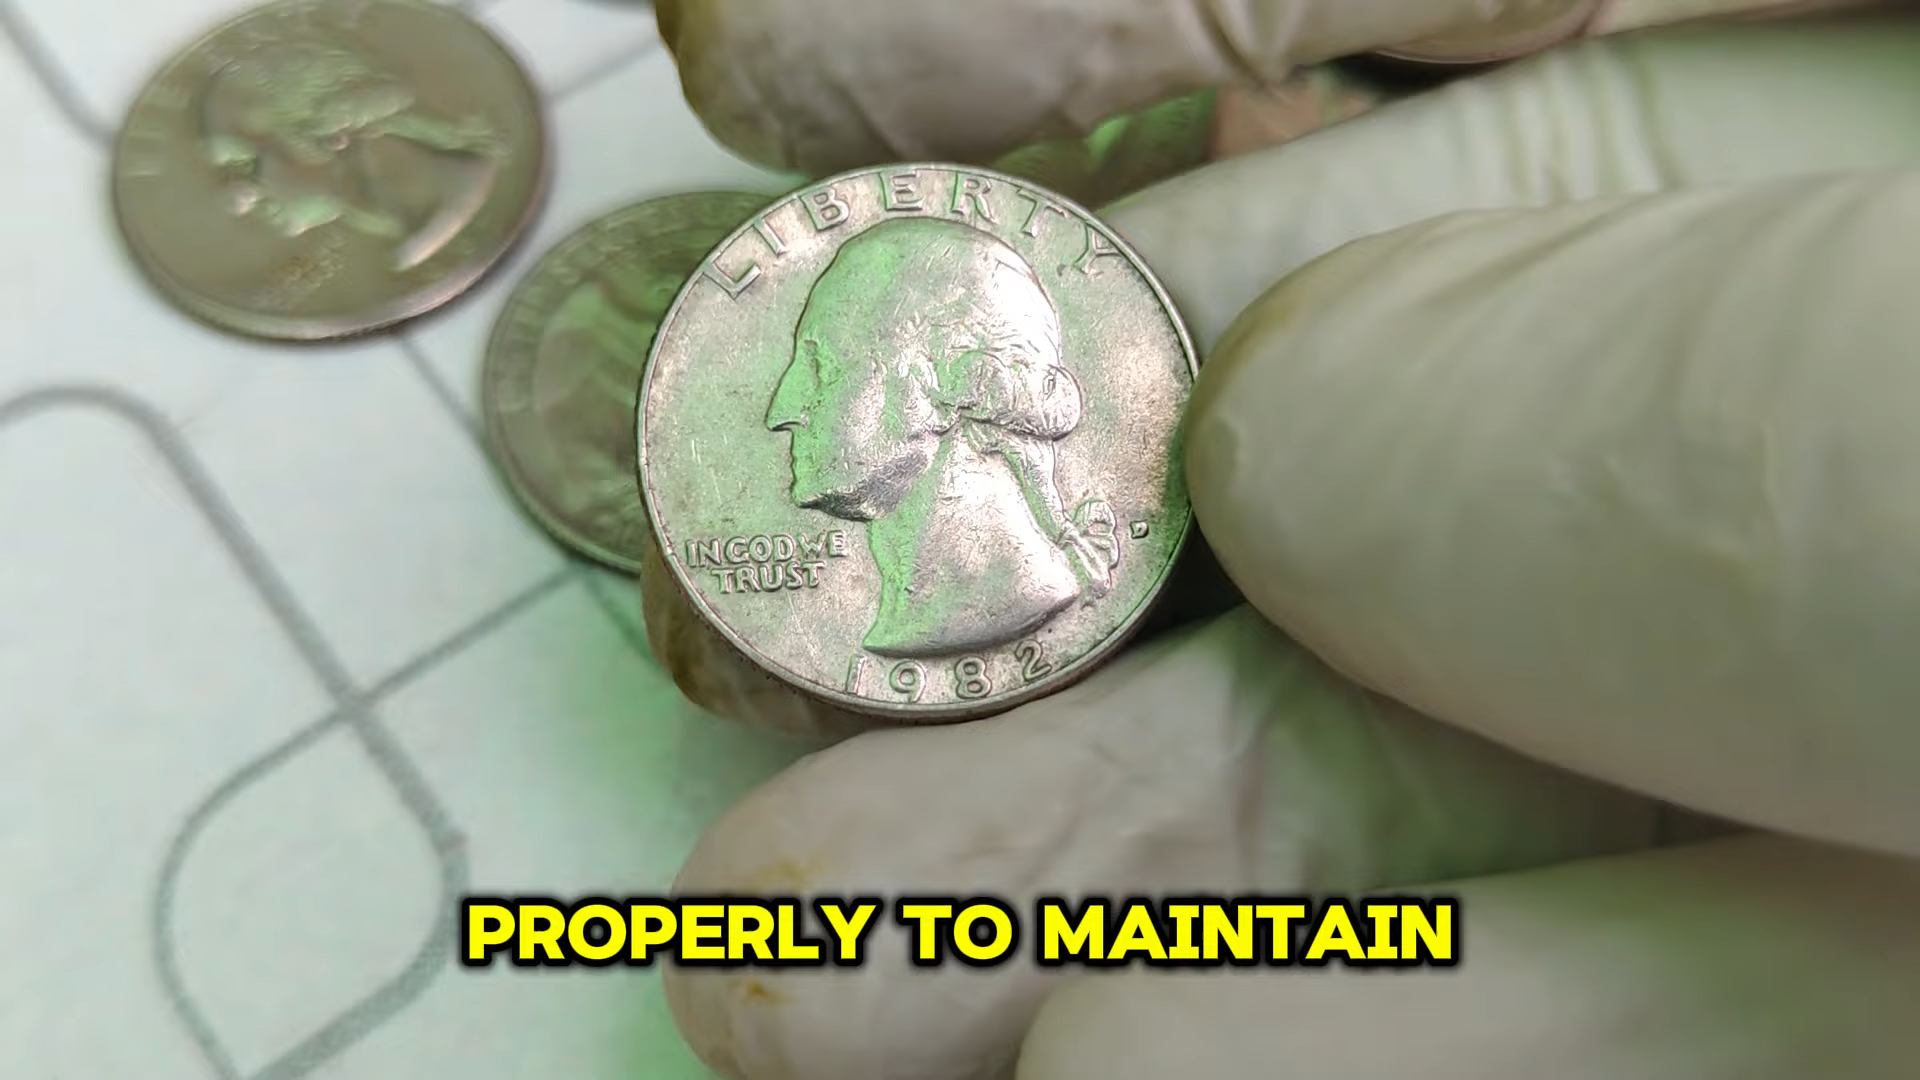 LIBERTY
IN GOD WE
TRUST
D
1982
PROPERLY TO MAINTAIN